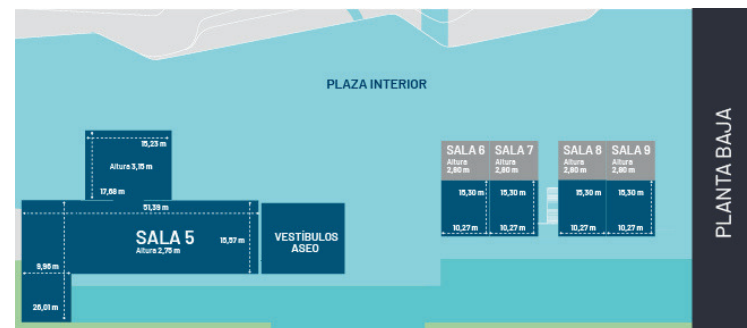 PLAZA INTERIOR
15,23 m
Altura 3,15 m
17,68 m
51,39 m
SALA 5
Altura 2,75 m
15,57 m
9,96 m
26,01 m
VESTÍBULOS
ASEO
SALA 6
Altura
2,80 m
15,30 m
10,27 m
SALA 7
Altura
2,80 m
15,30 m
10,27 m
SALA 8
Altura
2,80 m
15,30 m
10,27 m
SALA 9
Altura
2,80 m
15,30 m
10,27 m
PLANTA BAJA